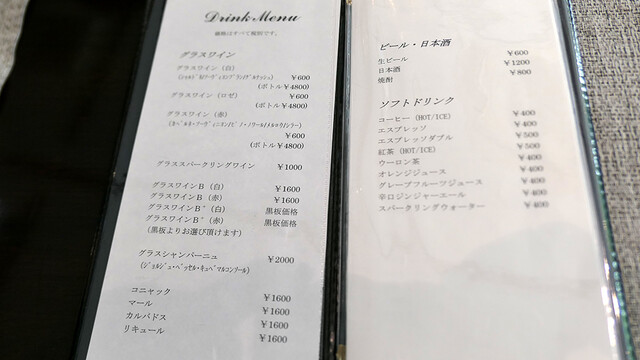 Drink Menu
価格はすべて税別です。
グラスワイン
グラスワイン（白） ￥600
(ボトル￥4800)
グラスワイン（ロゼ） ￥600
(ボトル￥4800)
グラスワイン（赤）
￥600
(ボトル￥4800)
グラススパークリングワイン ￥1000
グラスワインＢ（白） ￥1600
グラスワインＢ（赤） ￥1600
グラスワインＢ⁺（白） 黒板価格
グラスワインＢ⁺（赤） 黒板価格
(黒板よりお選び頂けます)
グラスシャンパーニュ ￥2000
コニャック ￥1600
マール ￥1600
カルバドス ￥1600
リキュール ￥1600
ビール・日本酒
生ビール ￥600
日本酒 ￥1200
焼酎 ￥800
ソフトドリンク
コーヒー（HOT/ICE） ￥400
エスプレッソ ￥400
エスプレッソダブル ￥500
紅茶（HOT/ICE） ￥500
ウーロン茶 ￥400
オレンジジュース ￥400
グレープフルーツジュース ￥400
辛口ジンジャーエール ￥400
スパークリングウォーター ￥400